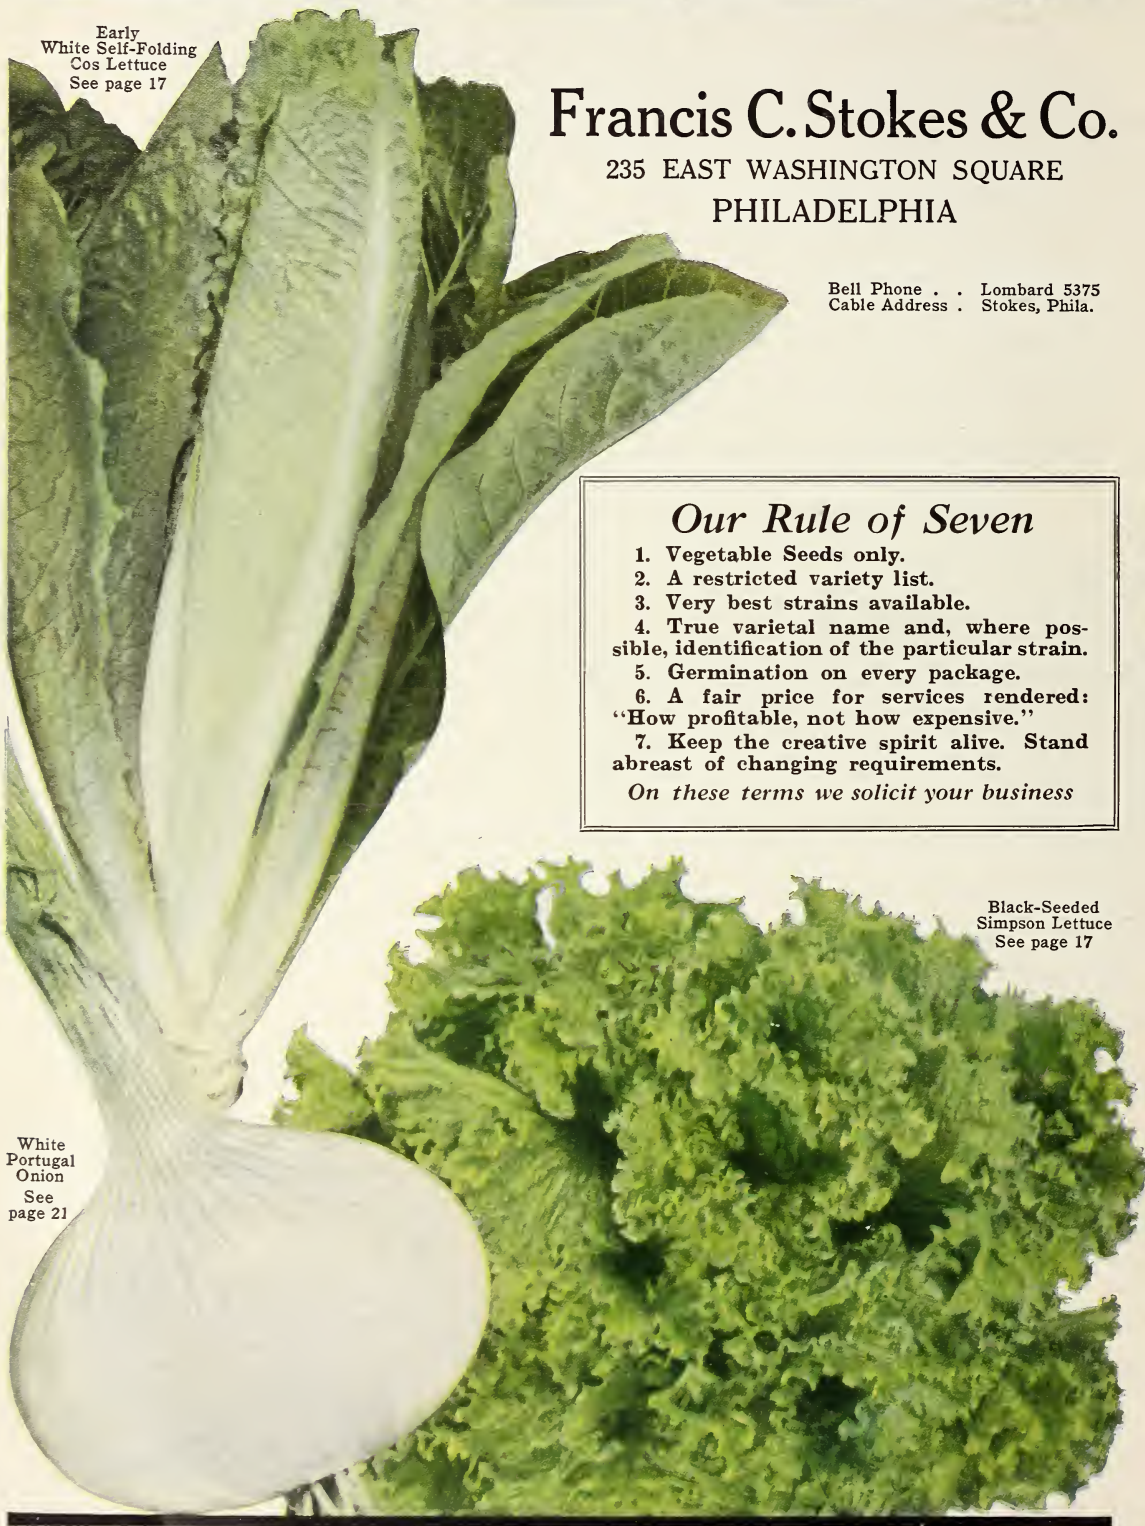 Early
White Self-Folding
Cos Lettuce
See page 17
Francis C. Stokes & Co.
235 EAST WASHINGTON SQUARE
PHILADELPHIA
Bell Phone . . Lombard 5375
Cable Address . Stokes, Phila.
Our Rule of Seven
1. Vegetable Seeds only.
2. A restricted variety list.
3. Very best strains available.
4. True varietal name and, where pos-
sible, identification of the particular strain.
5. Germination on every package.
6. A fair price for services rendered:
“How profitable, not how expensive.”
7. Keep the creative spirit alive. Stand
abreast of changing requirements.
On these terms we solicit your business
Black-Seeded
Simpson Lettuce
See page 17
White
Portugal
Onion
See
page 21